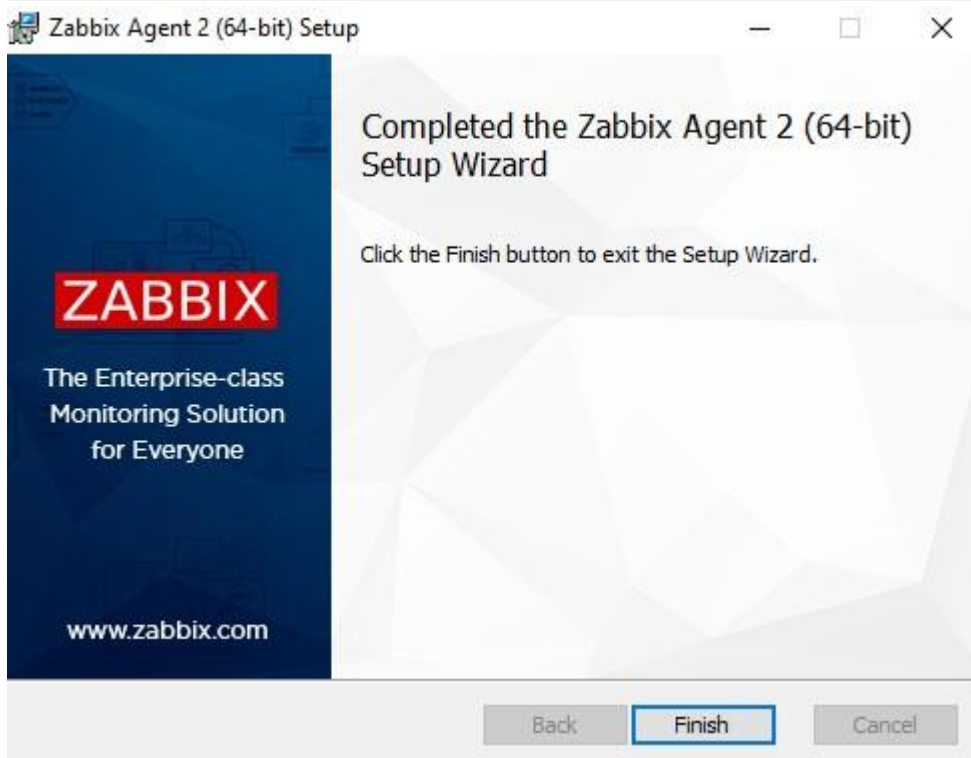 Zabbix Agent 2 (64-bit) Setup
Completed the Zabbix Agent 2 (64-bit)
Setup Wizard
Click the Finish button to exit the Setup Wizard.
ZABBIX
The Enterprise-class
Monitoring Solution
for Everyone
www.zabbix.com
Back
Finish
Cancel